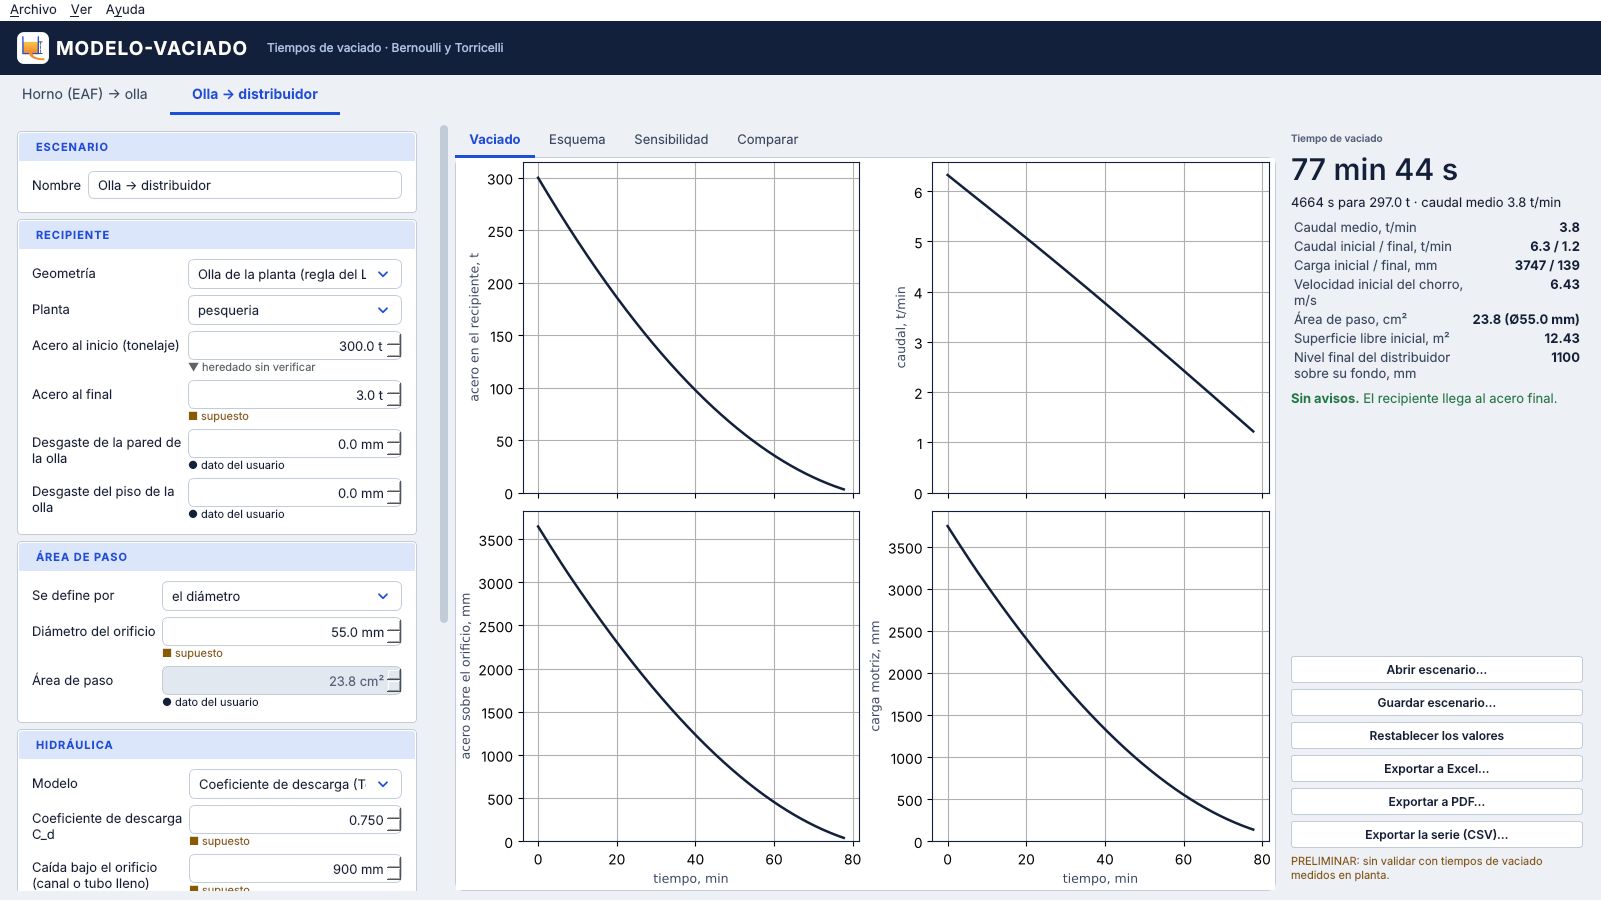 Archivo Ver Ayuda
MODELO-VACIADO Tiempos de vaciado · Bernoulli y Torricelli
Horno (EAF) → olla Olla → distribuidor
ESCENARIO
Nombre Olla → distribuidor
RECIPIENTE
Geometría Olla de la planta (regla del L
Planta pesqueria
Acero al inicio (tonelaje) 300.0 t
▼ heredado sin verificar
Acero al final 3.0 t
■ supuesto
Desgaste de la pared de la olla 0.0 mm
● dato del usuario
Desgaste del piso de la olla 0.0 mm
● dato del usuario
ÁREA DE PASO
Se define por el diámetro
Diámetro del orificio 55.0 mm
■ supuesto
Área de paso 23.8 cm²
● dato del usuario
HIDRÁULICA
Modelo Coeficiente de descarga (T
Coeficiente de descarga C_d 0.750
■ supuesto
Caída bajo el orificio (canal o tubo lleno) 900 mm
■ supuesto
Vaciado Esquema Sensibilidad Comparar
acero en el recipiente, t
300
250
200
150
100
50
0
caudal, t/min
6
5
4
3
2
1
0
acero sobre el orificio, mm
3500
3000
2500
2000
1500
1000
500
0
0 20 40 60 80
tiempo, min
carga motriz, mm
3500
3000
2500
2000
1500
1000
500
0
0 20 40 60 80
tiempo, min
Tiempo de vaciado
77 min 44 s
4664 s para 297.0 t · caudal medio 3.8 t/min
Caudal medio, t/min 3.8
Caudal inicial / final, t/min 6.3 / 1.2
Carga inicial / final, mm 3747 / 139
Velocidad inicial del chorro, m/s 6.43
Área de paso, cm² 23.8 (Ø55.0 mm)
Superficie libre inicial, m² 12.43
Nivel final del distribuidor sobre su fondo, mm 1100
Sin avisos. El recipiente llega al acero final.
Abrir escenario...
Guardar escenario...
Restablecer los valores
Exportar a Excel...
Exportar a PDF...
Exportar la serie (CSV)...
PRELIMINAR: sin validar con tiempos de vaciado
medidos en planta.